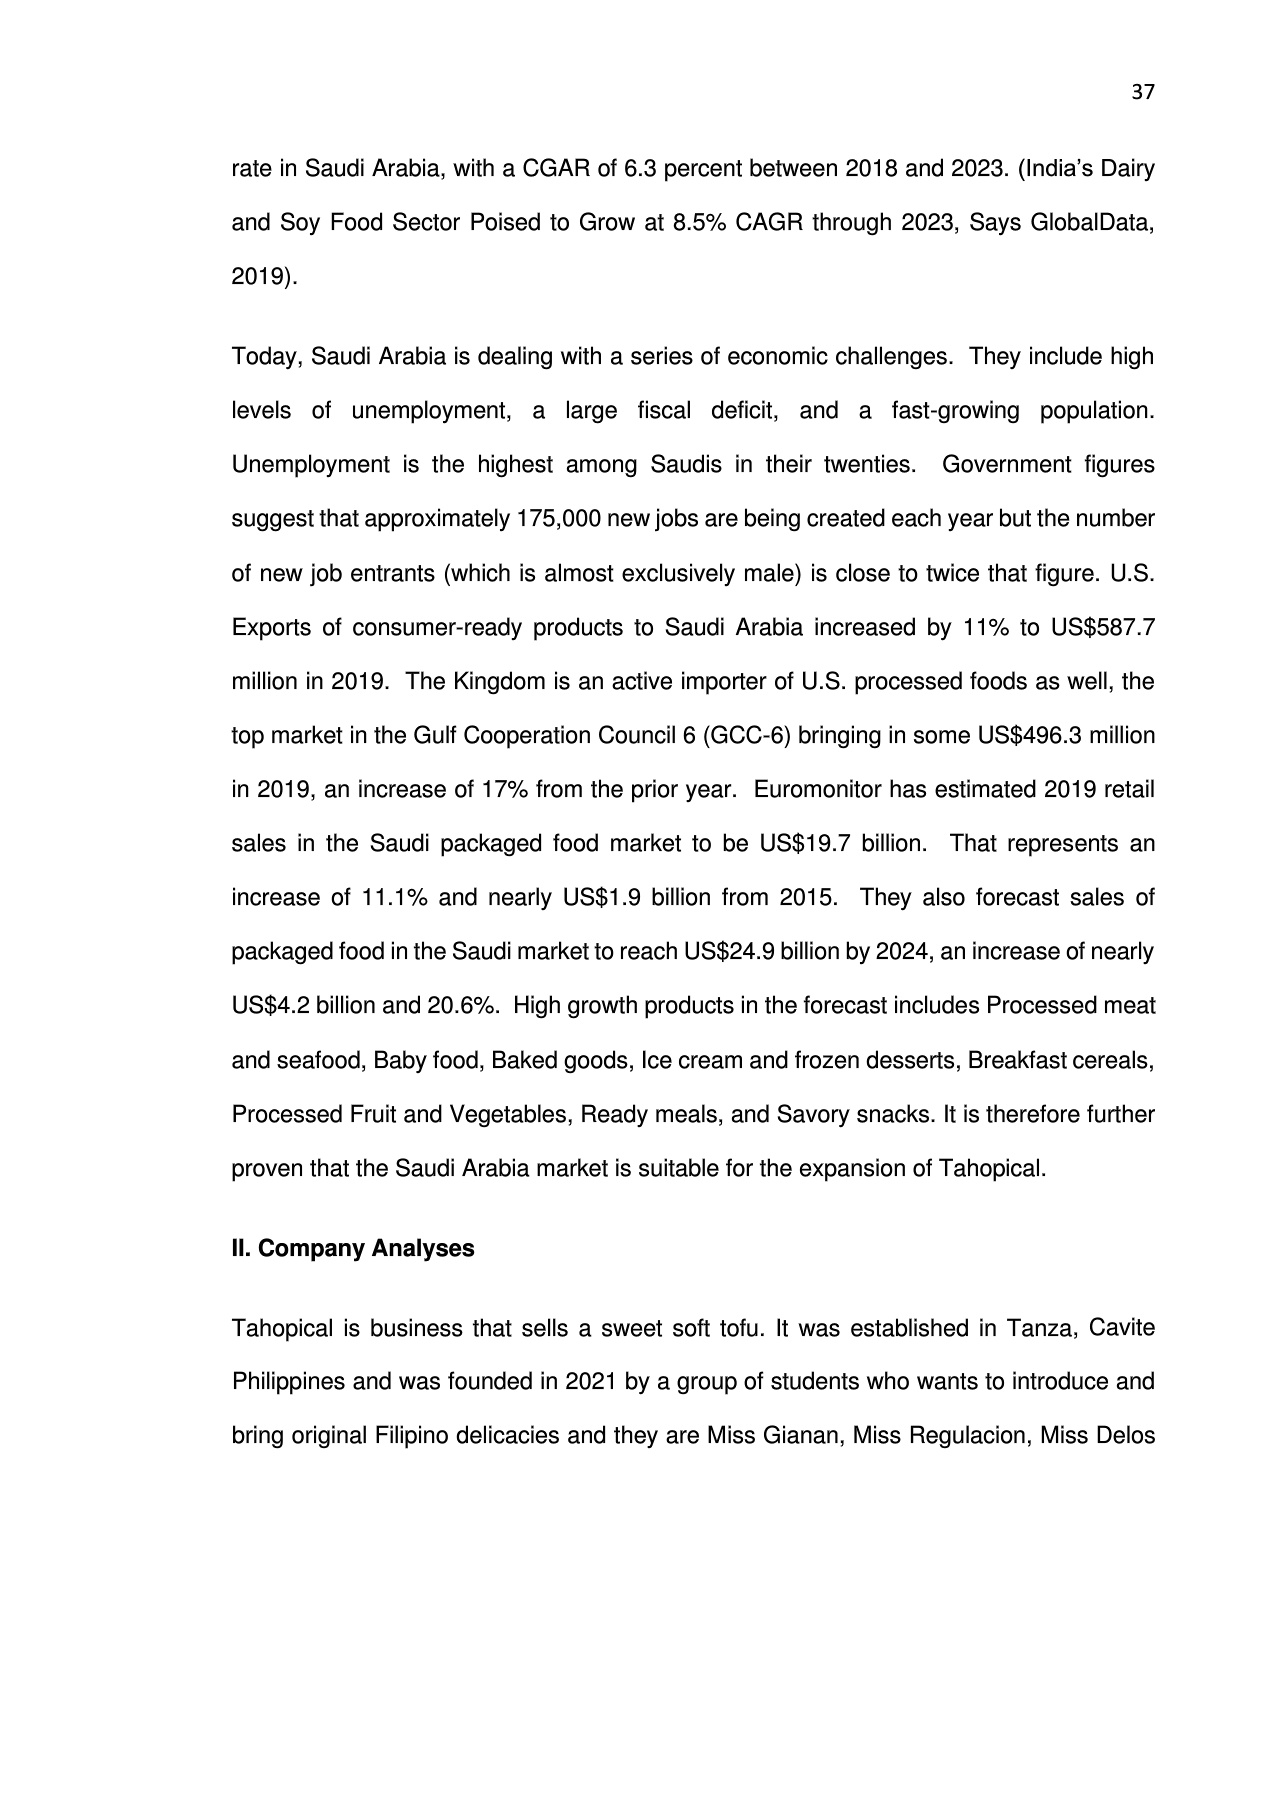 37
rate in Saudi Arabia, with a CGAR of 6.3 percent between 2018 and 2023. (India’s Dairy
and Soy Food Sector Poised to Grow at 8.5% CAGR through 2023, Says GlobalData,
2019).
Today, Saudi Arabia is dealing with a series of economic challenges.  They include high
levels of unemployment, a large fiscal deficit, and a fast-growing population.
Unemployment is the highest among Saudis in their twenties.  Government figures
suggest that approximately 175,000 new jobs are being created each year but the number
of new job entrants (which is almost exclusively male) is close to twice that figure. U.S.
Exports of consumer-ready products to Saudi Arabia increased by 11% to US$587.7
million in 2019.  The Kingdom is an active importer of U.S. processed foods as well, the
top market in the Gulf Cooperation Council 6 (GCC-6) bringing in some US$496.3 million
in 2019, an increase of 17% from the prior year.  Euromonitor has estimated 2019 retail
sales in the Saudi packaged food market to be US$19.7 billion.  That represents an
increase of 11.1% and nearly US$1.9 billion from 2015.  They also forecast sales of
packaged food in the Saudi market to reach US$24.9 billion by 2024, an increase of nearly
US$4.2 billion and 20.6%.  High growth products in the forecast includes Processed meat
and seafood, Baby food, Baked goods, Ice cream and frozen desserts, Breakfast cereals,
Processed Fruit and Vegetables, Ready meals, and Savory snacks. It is therefore further
proven that the Saudi Arabia market is suitable for the expansion of Tahopical.
II. Company Analyses
Tahopical is business that sells a sweet soft tofu. It was established in Tanza, Cavite
Philippines and was founded in 2021 by a group of students who wants to introduce and
bring original Filipino delicacies and they are Miss Gianan, Miss Regulacion, Miss Delos